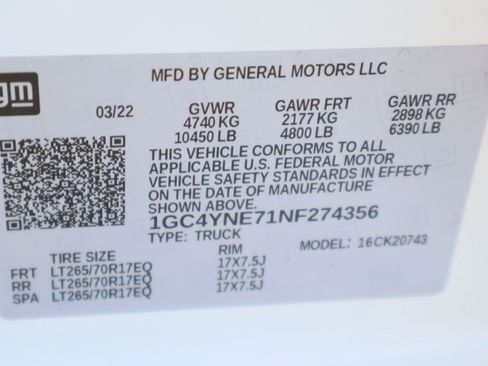 gm
MFD BY GENERAL MOTORS LLC
03/22 GVWR GAWR FRT GAWR RR
4740 KG 2177 KG 2898 KG
10450 LB 4800 LB 6390 LB
THIS VEHICLE CONFORMS TO ALL
APPLICABLE U.S. FEDERAL MOTOR
VEHICLE SAFETY STANDARDS IN EFFECT
ON THE DATE OF MANUFACTURE
SHOWN ABOVE.
1GC4YNE71NF274356
TYPE: TRUCK MODEL: 16CK20743
TIRE SIZE RIM
FRT LT265/70R17EQ 17X7.5J
RR LT265/70R17EQ 17X7.5J
SPA LT265/70R17EQ 17X7.5J